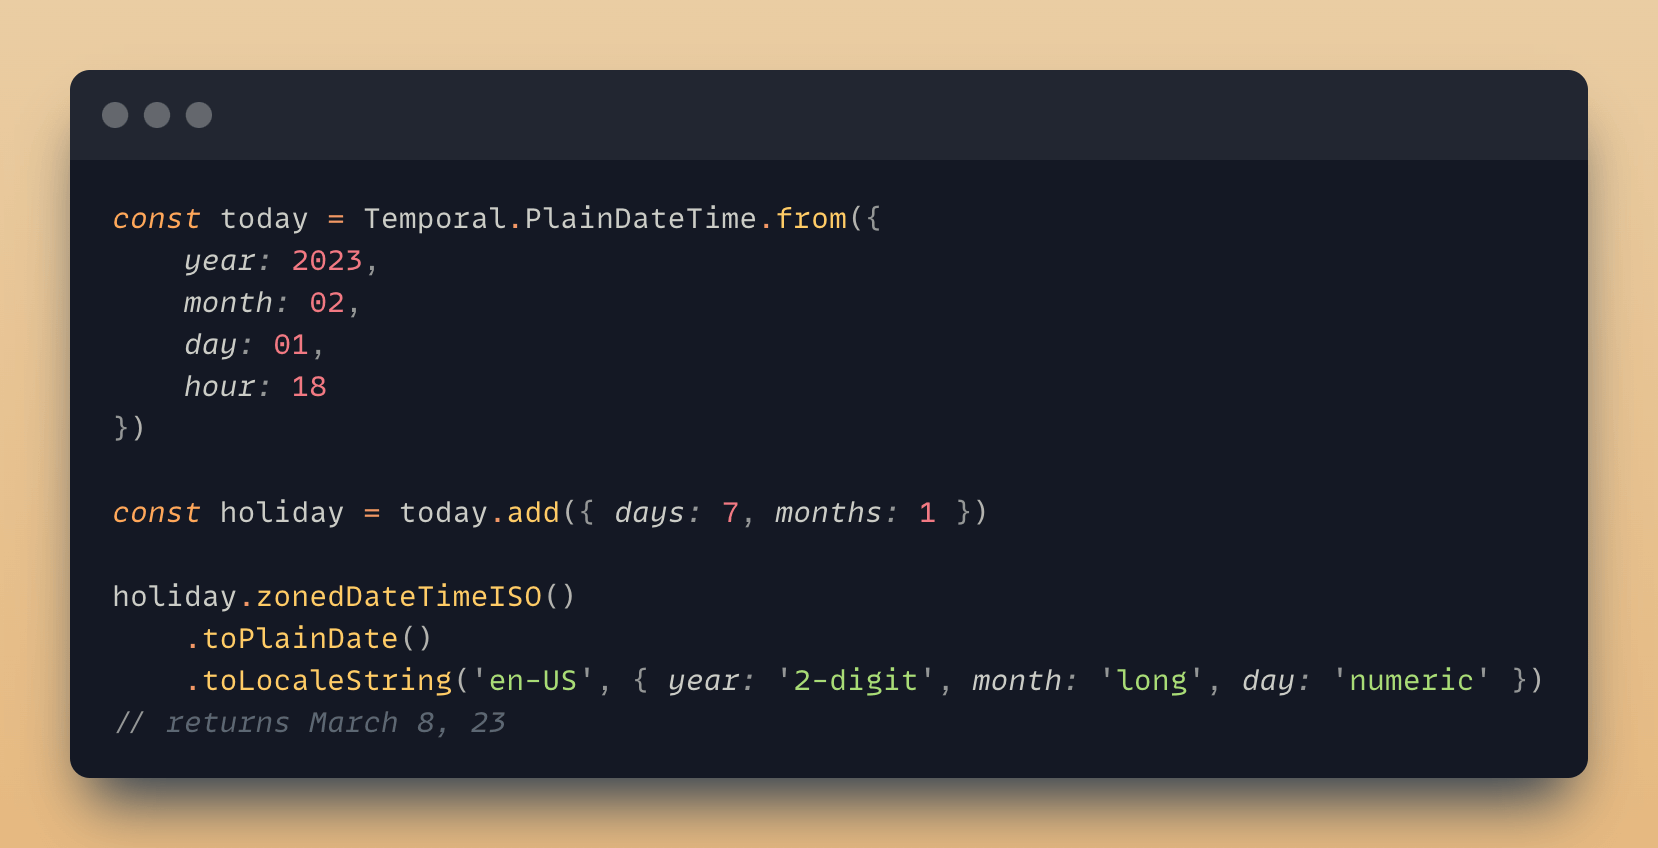 const today = Temporal.PlainDateTime.from({
    year: 2023,
    month: 02,
    day: 01,
    hour: 18
})

const holiday = today.add({ days: 7, months: 1 })

holiday.zonedDateTimeISO()
    .toPlainDate()
    .toLocaleString('en-US', { year: '2-digit', month: 'long', day: 'numeric' })
// returns March 8, 23